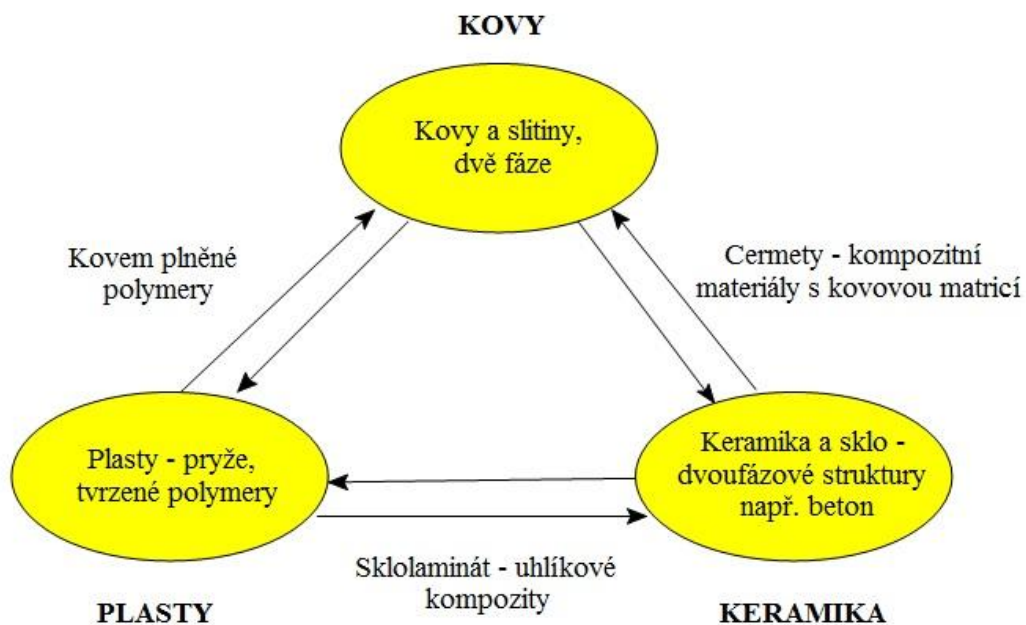 KOVY
Kovy a slitiny,
dvě fáze
Kovem plněné
polymery
Cermety - kompozitní
materiály s kovovou matricí
Plasty - pryže,
tvrzené polymery
Keramika a sklo -
dvoufázové struktury
např. beton
Sklolaminát - uhlíkové
kompozity
PLASTY
KERAMIKA